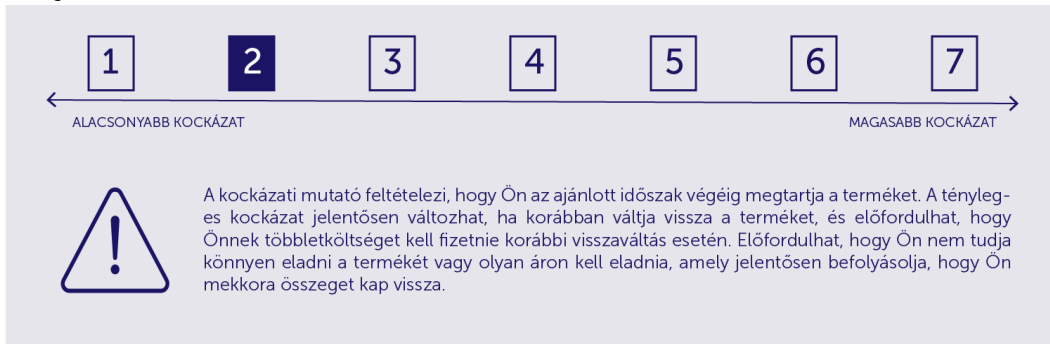 1 2 3 4 5 6 7
ALACSONYABB KOCKÁZAT MAGASABB KOCKÁZAT
A kockázati mutató feltételezi, hogy Ön az ajánlott időszak végéig megtartja a terméket. A tényleg-
es kockázat jelentősen változhat, ha korábban váltja vissza a terméket, és előfordulhat, hogy
Önnek többletköltséget kell fizetnie korábbi visszaváltás esetén. Előfordulhat, hogy Ön nem tudja
könnyen eladni a termékét vagy olyan áron kell eladnia, amely jelentősen befolyásolja, hogy Ön
mekkora összeget kap vissza.